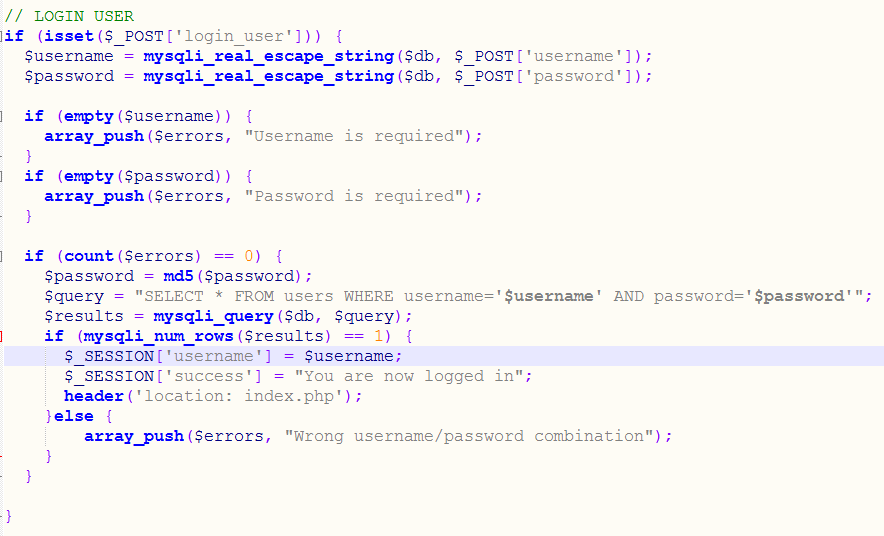 // LOGIN USER
if (isset($_POST['login_user'])) {
  $username = mysqli_real_escape_string($db, $_POST['username']);
  $password = mysqli_real_escape_string($db, $_POST['password']);

  if (empty($username)) {
    array_push($errors, "Username is required");
  }
  if (empty($password)) {
    array_push($errors, "Password is required");
  }

  if (count($errors) == 0) {
    $password = md5($password);
    $query = "SELECT * FROM users WHERE username='$username' AND password='$password'";
    $results = mysqli_query($db, $query);
    if (mysqli_num_rows($results) == 1) {
      $_SESSION['username'] = $username;
      $_SESSION['success'] = "You are now logged in";
      header('location: index.php');
    }else {
        array_push($errors, "Wrong username/password combination");
    }
  }

}